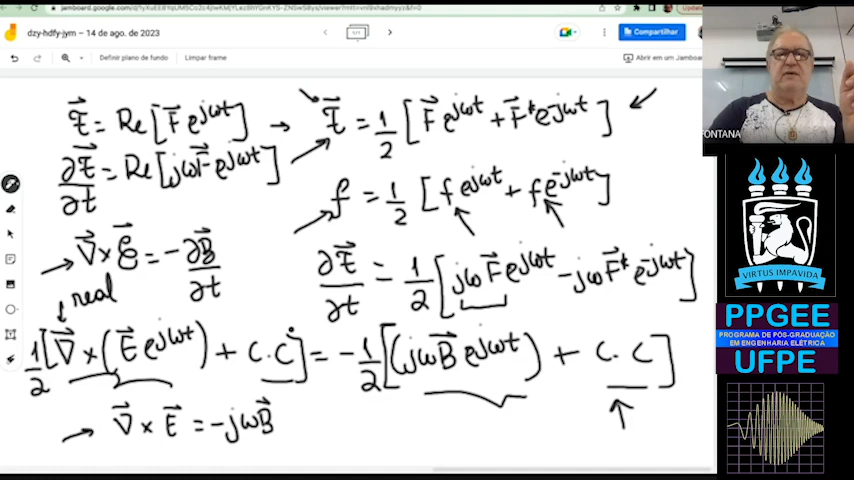 dzy-hdfy-jym – 14 de ago. de 2023
1/1
Compartilhar
Definir plano de fundo
Limpar frame
Abrir em um Jamboard
ℱ⃗ = Re[F⃗ e^{jωt}] → ℱ⃗ = 1/2 [F⃗ e^{jωt} + F⃗* e^{-jωt}]
∂ℱ⃗/∂t = Re[jωF⃗ e^{jωt}]
f = 1/2 [f e^{jωt} + f e^{-jωt}]
∇⃗ × ℰ⃗ = -∂B⃗/∂t
real
∂ℱ⃗/∂t = 1/2 [jωF⃗ e^{jωt} - jωF⃗* e^{-jωt}]
1/2 [∇⃗ × (E⃗ e^{jωt}) + c.c.] = -1/2 [(jωB⃗ e^{jωt}) + c.c]
→ ∇⃗ × E⃗ = -jωB⃗
FONTANA
VIRTUS IMPAVIDA
PPGEE
PROGRAMA DE PÓS-GRADUAÇÃO
EM ENGENHARIA ELÉTRICA
UFPE